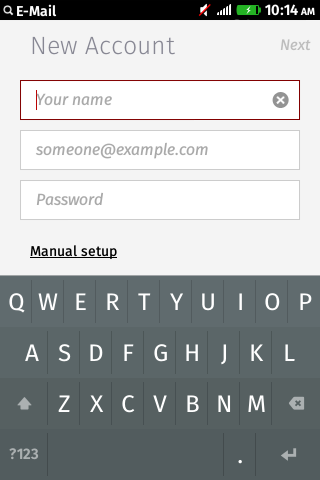 E-Mail 10:14 AM
New Account Next
Your name
someone@example.com
Password
Manual setup
Q W E R T Y U I O P
A S D F G H J K L
Z X C V B N M
?123 .